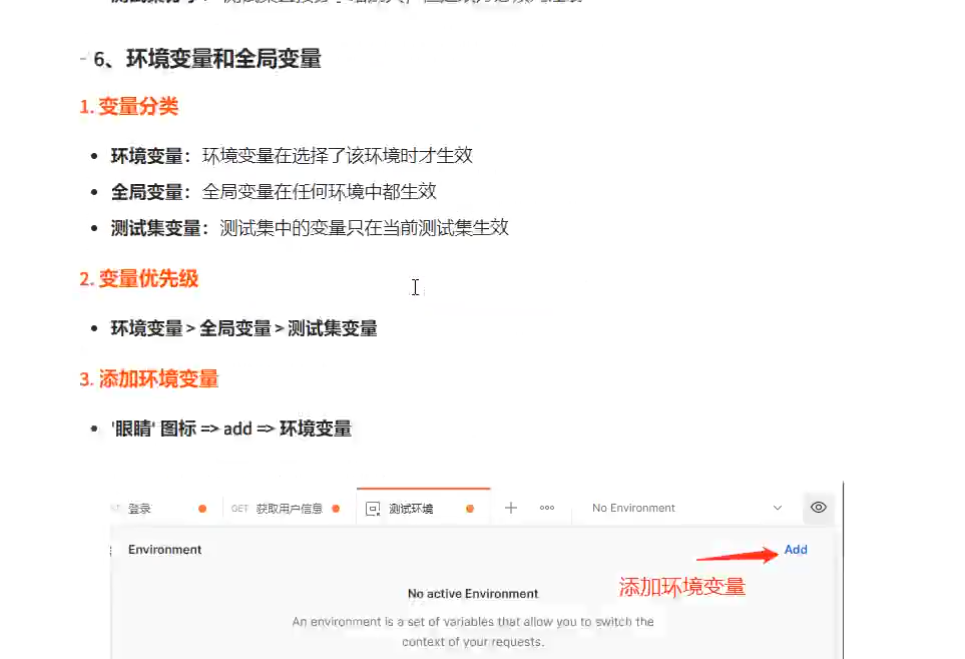 - 6、环境变量和全局变量
1. 变量分类
• 环境变量：环境变量在选择了该环境时才生效
• 全局变量：全局变量在任何环境中都生效
• 测试集变量：测试集中的变量只在当前测试集生效
2. 变量优先级
• 环境变量 > 全局变量 > 测试集变量
3. 添加环境变量
• '眼睛' 图标 => add => 环境变量
登录 GET 获取用户信息 测试环境 + ooo No Environment
Environment Add
添加环境变量
No active Environment
An environment is a set of variables that allow you to switch the
context of your requests.